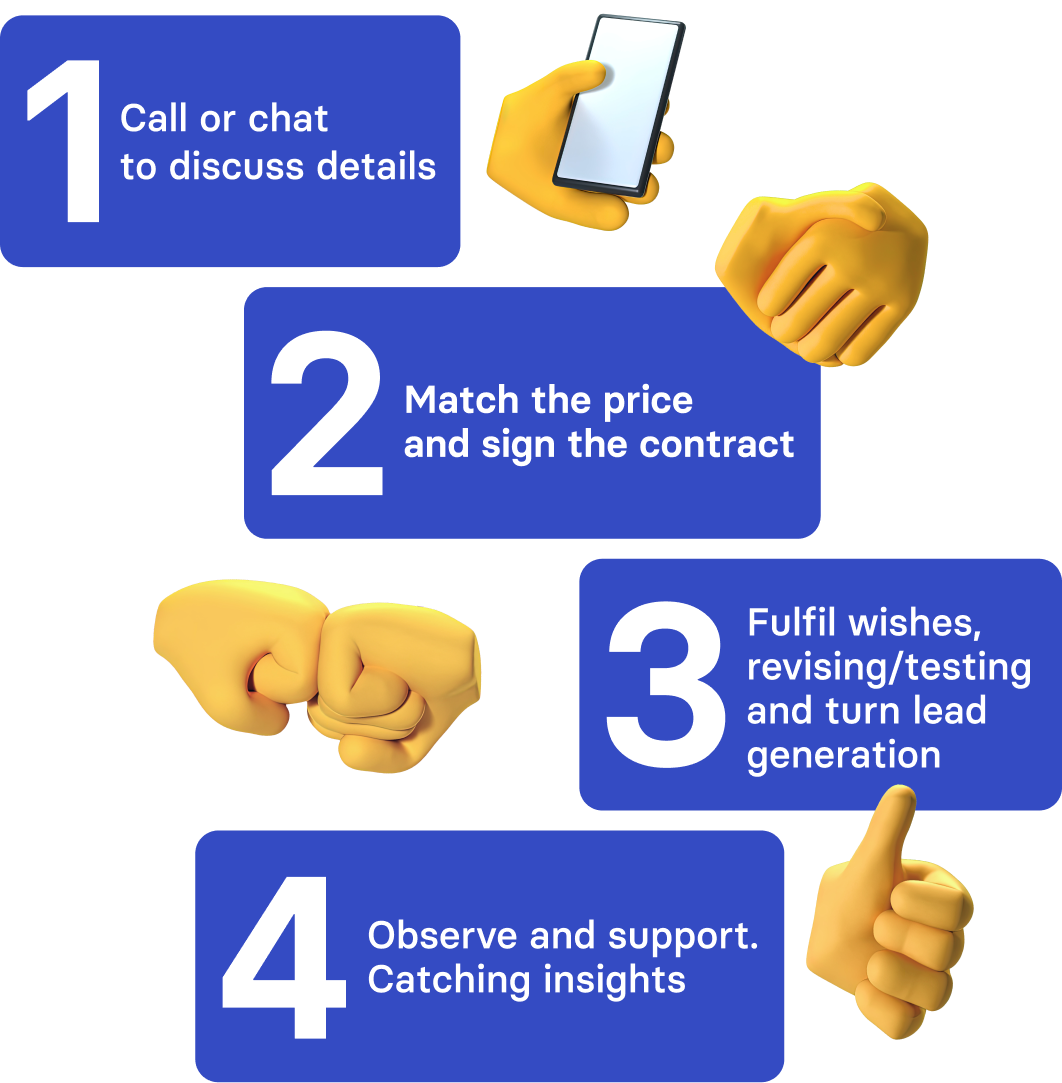 1
Call or chat
to discuss details
2
Match the price
and sign the contract
3
Fulfil wishes,
revising/testing
and turn lead
generation
4
Observe and support.
Catching insights